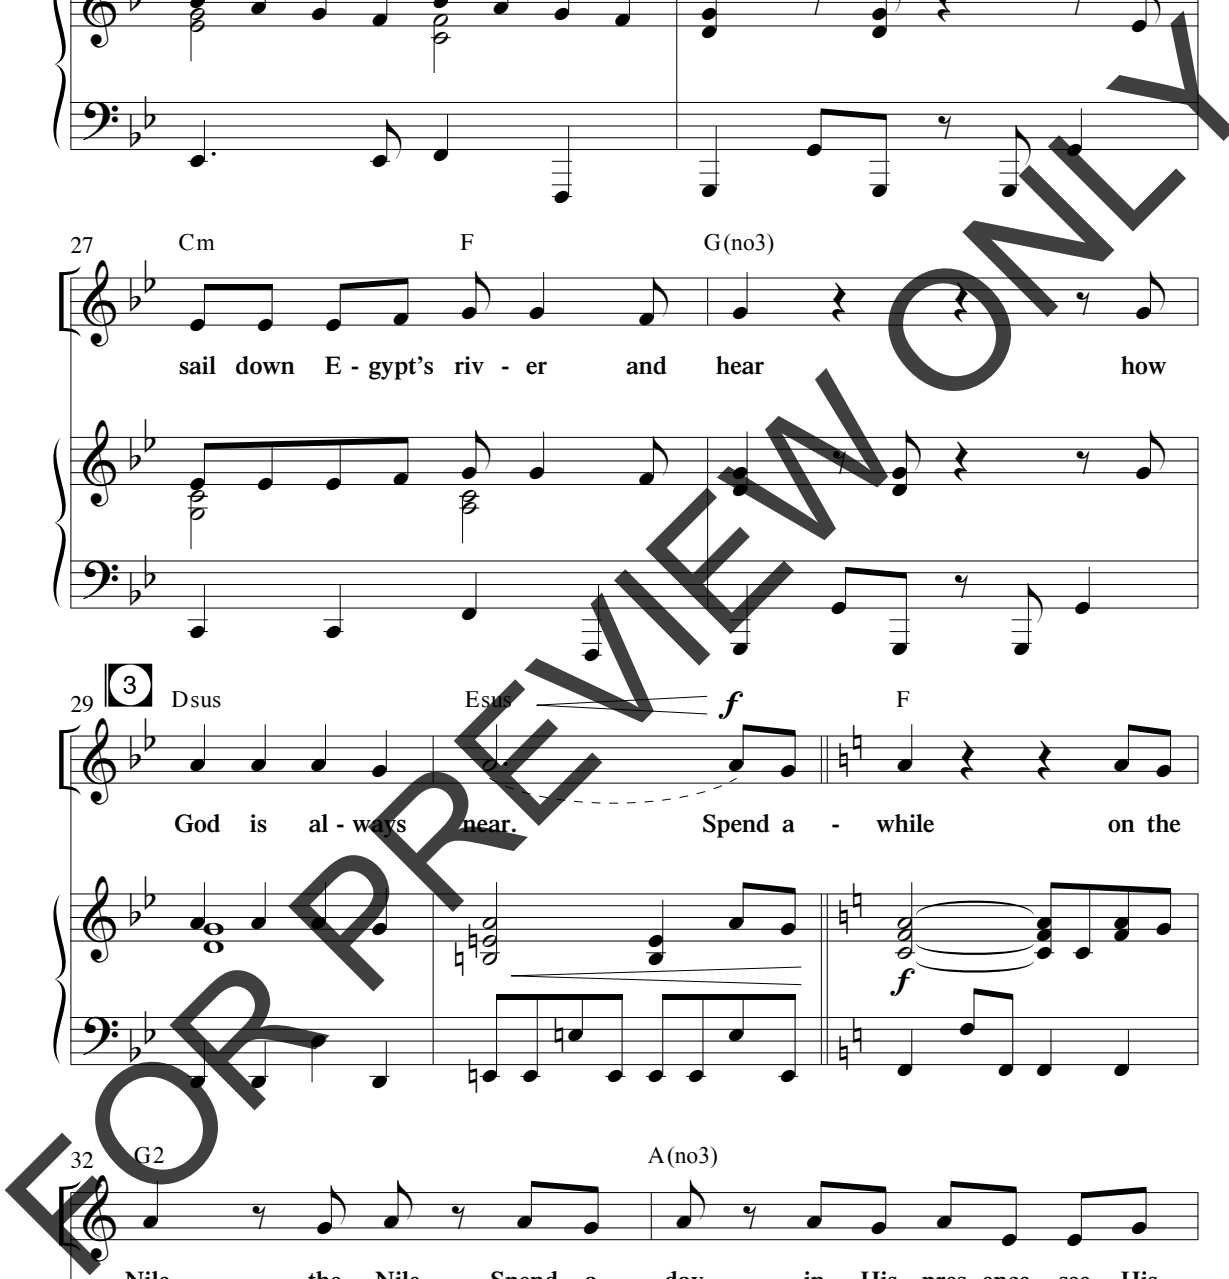 27 Cm F G(no3)
sail down E - gypt's riv - er and hear how
3
29 Dsus Esus f F
God is al - ways near. Spend a - while on the
f
32 G2 A(no3)
Nile the Nile Spend a day in His pres ence see His
FOR PREVIEW ONLY